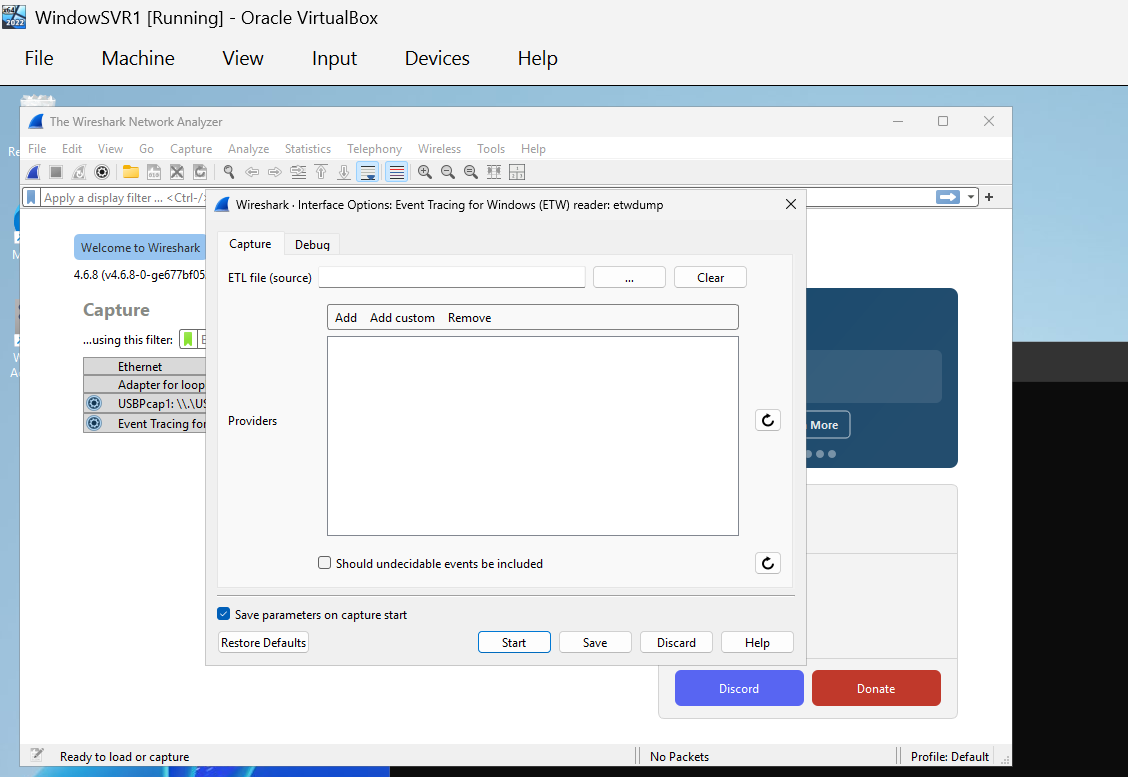 WindowSVR1 [Running] - Oracle VirtualBox
File Machine View Input Devices Help
The Wireshark Network Analyzer
File Edit View Go Capture Analyze Statistics Telephony Wireless Tools Help
Apply a display filter ... <Ctrl-/>
Wireshark · Interface Options: Event Tracing for Windows (ETW) reader: etwdump
Capture Debug
ETL file (source) ... Clear
Add Add custom Remove
Providers
Should undecidable events be included
Save parameters on capture start
Restore Defaults Start Save Discard Help
Welcome to Wireshark
4.6.8 (v4.6.8-0-ge677bf05
Capture
...using this filter:
Ethernet
Adapter for loop
USBPcap1: \\.\US
Event Tracing for
More
Discord Donate
Ready to load or capture No Packets Profile: Default